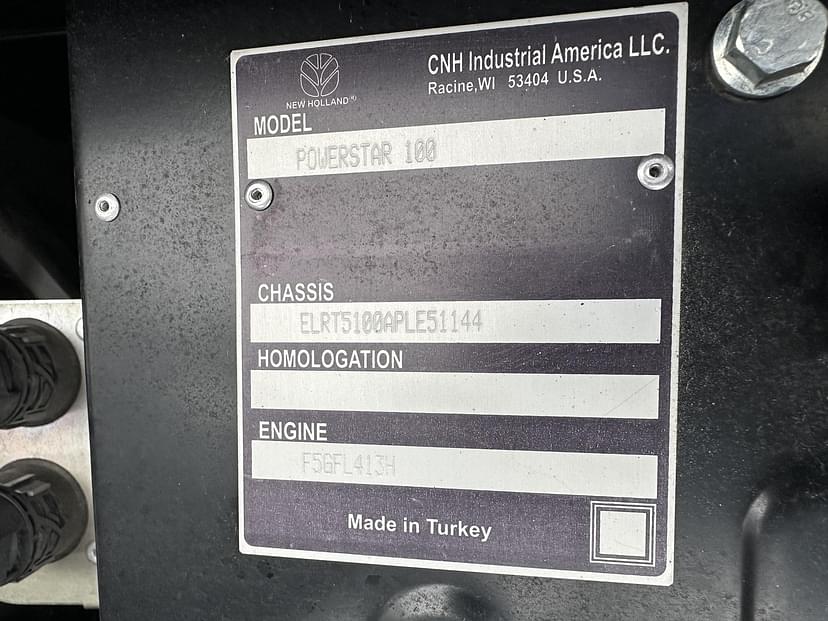 CNH Industrial America LLC.
Racine,WI 53404 U.S.A.
NEW HOLLAND
MODEL
POWERSTAR 100
CHASSIS
ELRT5100APLE51144
HOMOLOGATION
ENGINE
F5GFL413H
Made in Turkey